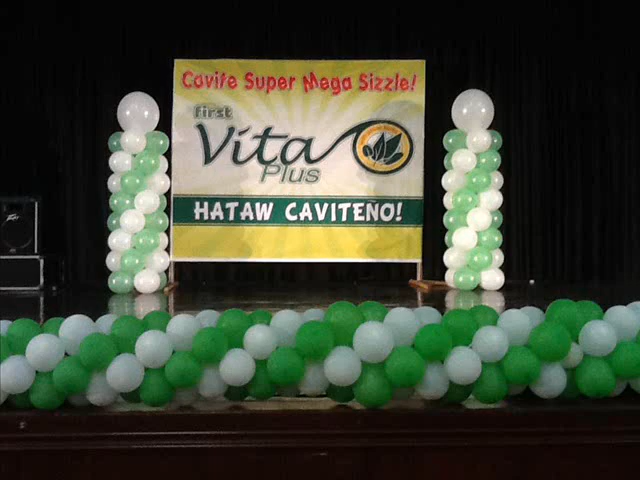 Cavite Super Mega Sizzle!
First
Vita
Plus
HATAW CAVITEÑO!